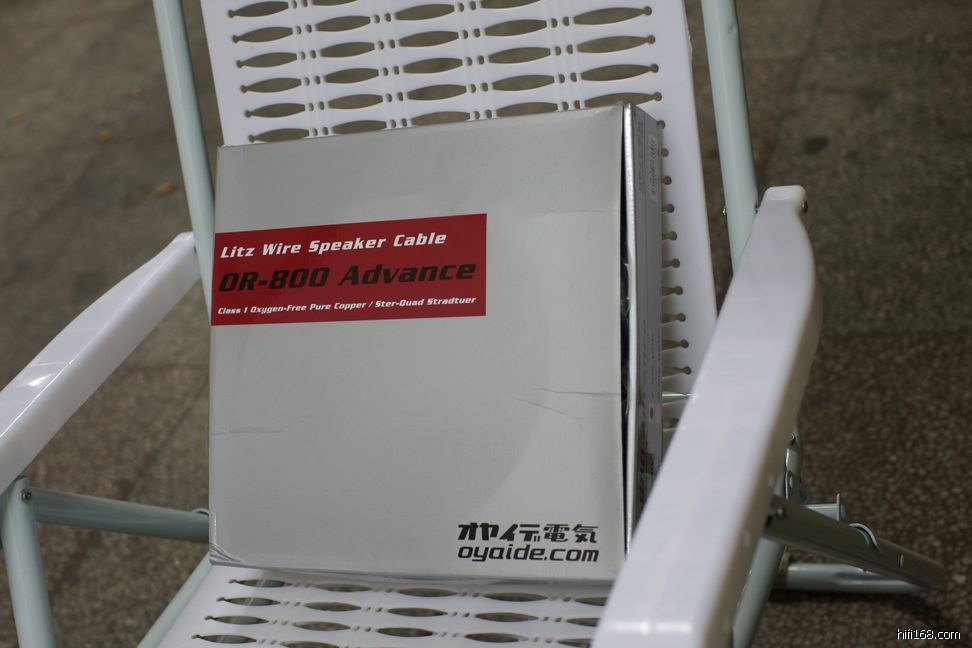 Litz Wire Speaker Cable
OR-800 Advance
Class 1 Oxygen-Free Pure Copper / Ster-Quad Stradtuer
オヤイデ電気
oyaide.com
hifi168.com